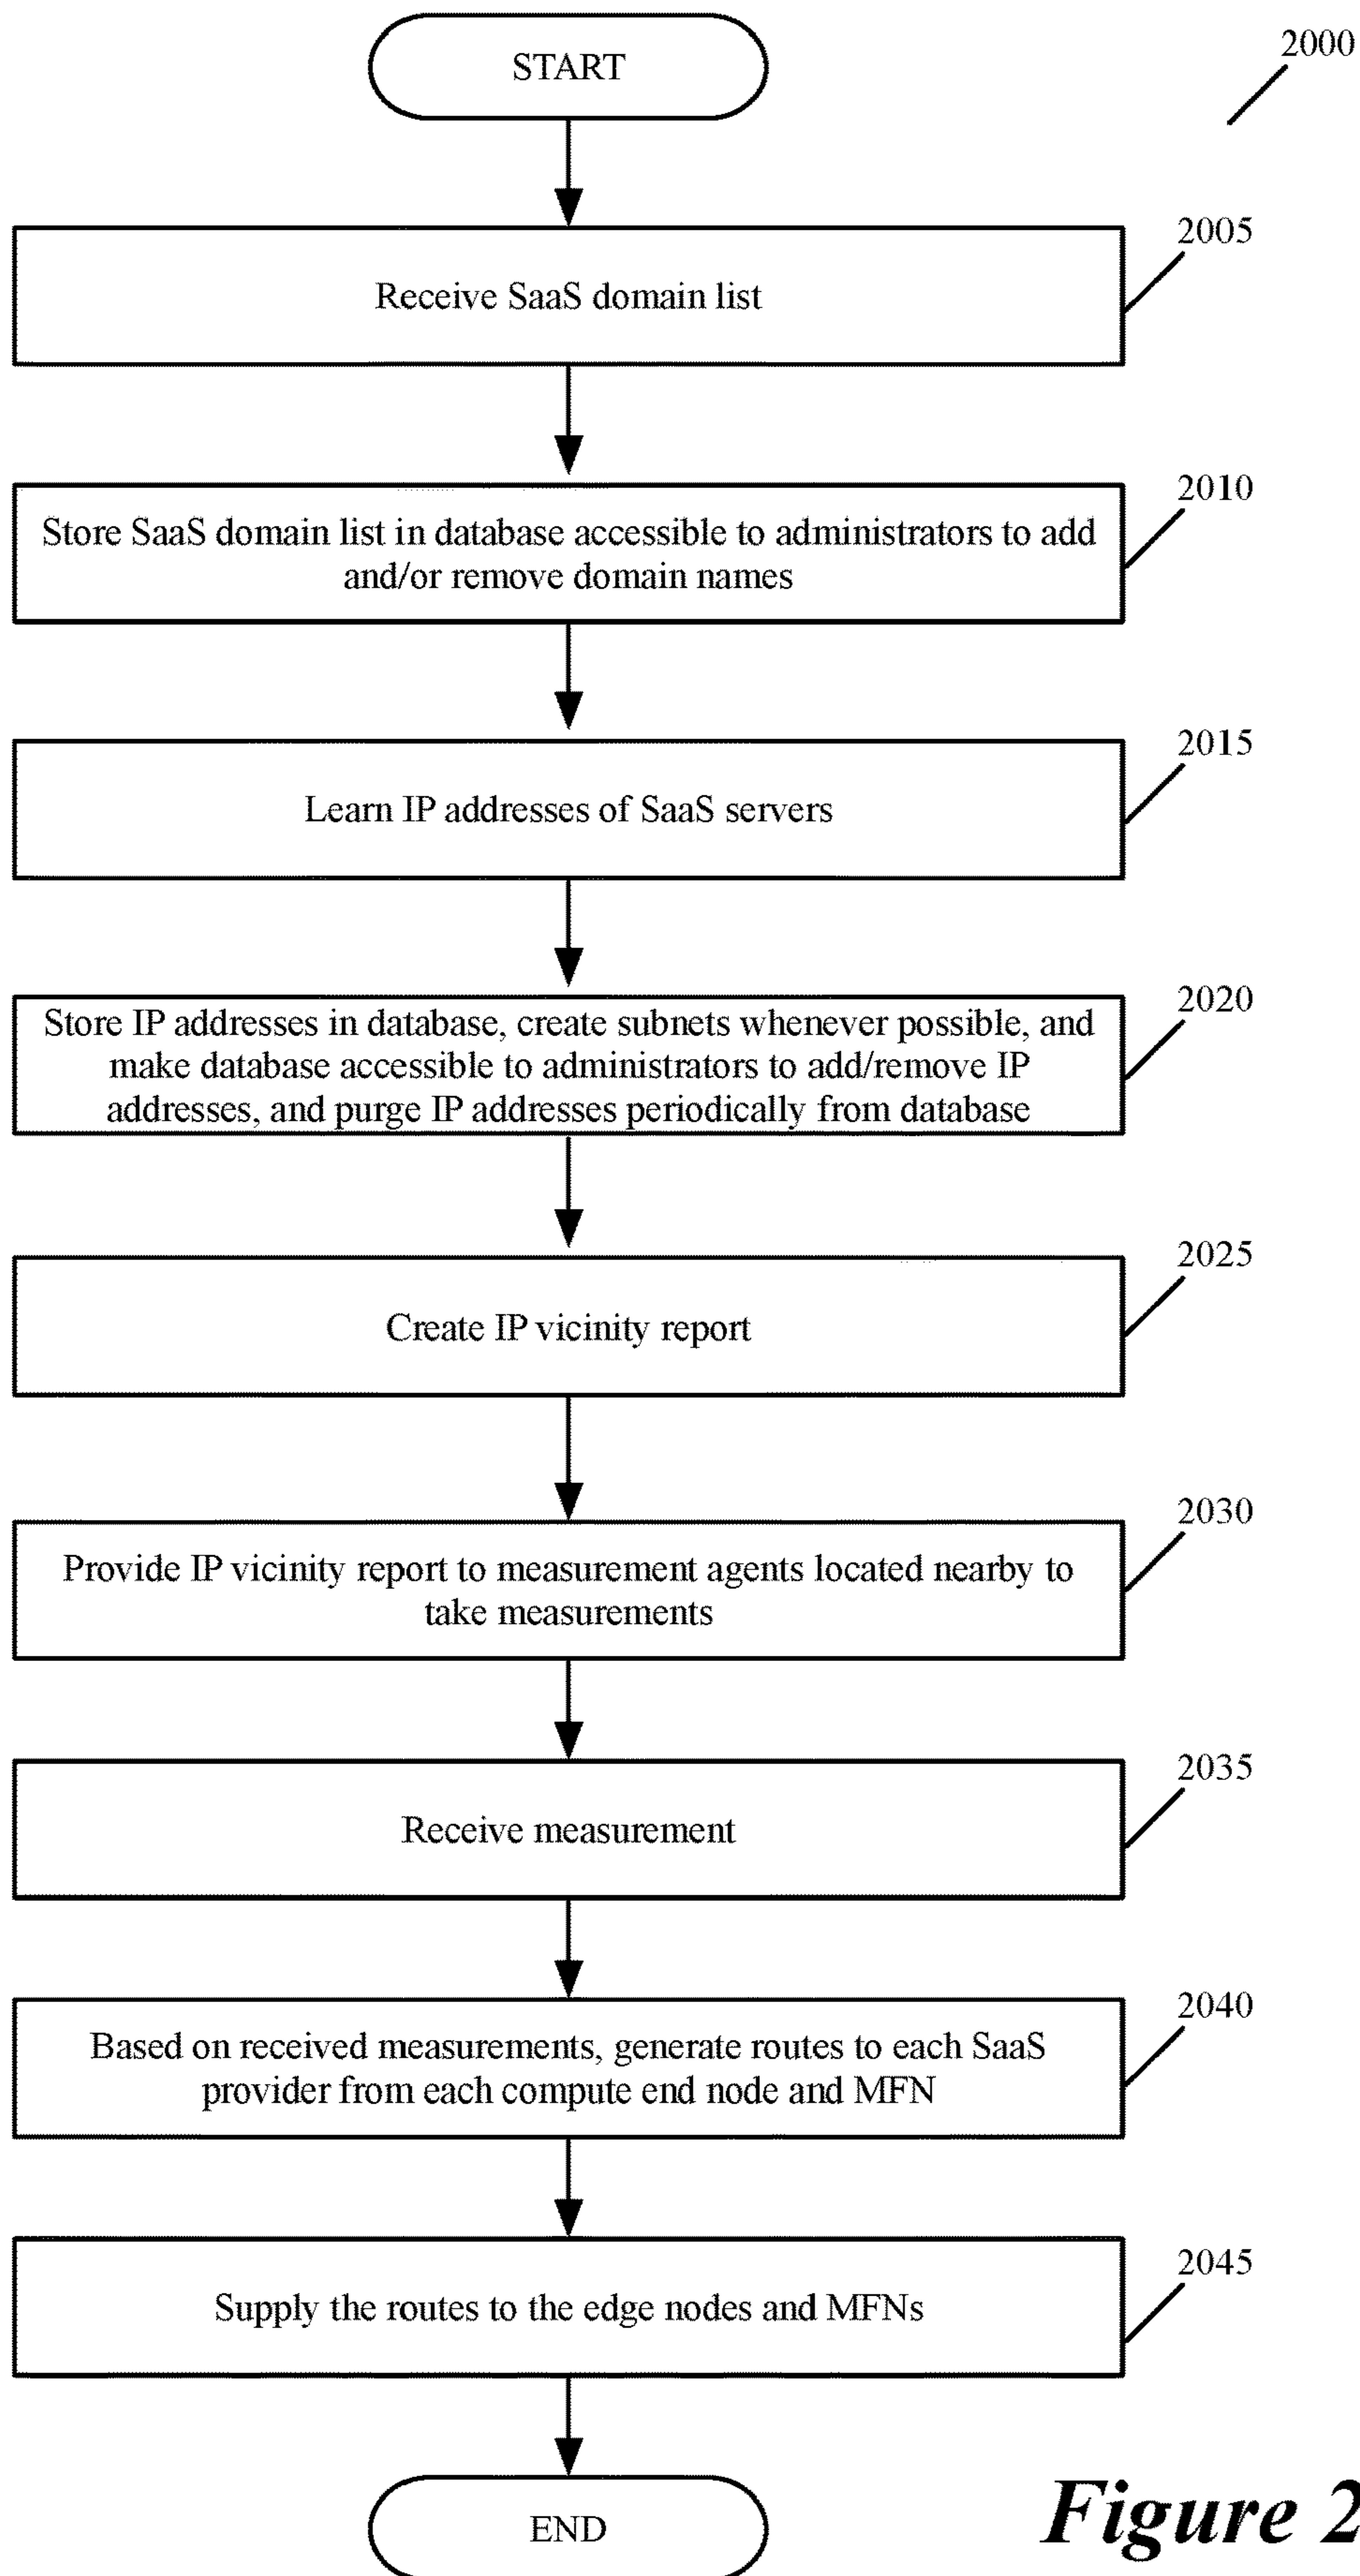 START
2000
2005
Receive SaaS domain list
2010
Store SaaS domain list in database accessible to administrators to add
and/or remove domain names
2015
Learn IP addresses of SaaS servers
2020
Store IP addresses in database, create subnets whenever possible, and
make database accessible to administrators to add/remove IP
addresses, and purge IP addresses periodically from database
2025
Create IP vicinity report
2030
Provide IP vicinity report to measurement agents located nearby to
take measurements
2035
Receive measurement
2040
Based on received measurements, generate routes to each SaaS
provider from each compute end node and MFN
2045
Supply the routes to the edge nodes and MFNs
END
Figure 2